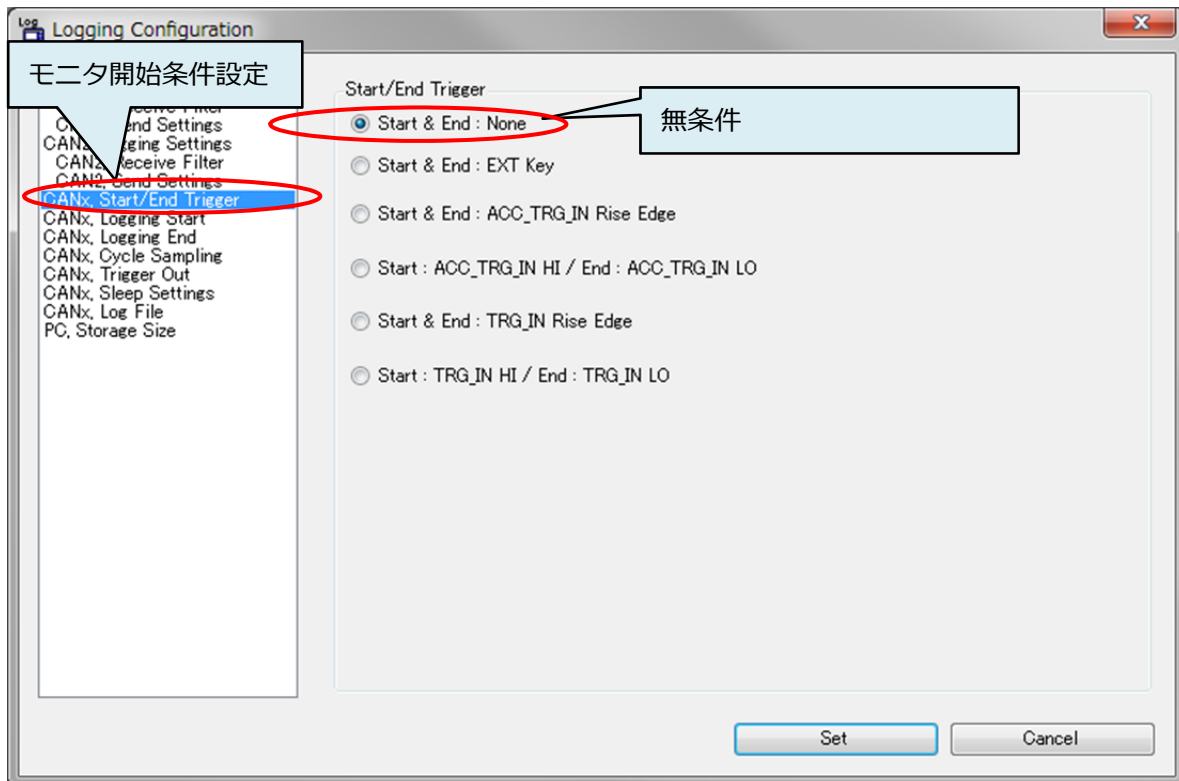 Log
Logging Configuration
モニタ開始条件設定
Start/End Trigger
Start & End : None
無条件
Start & End : EXT Key
Start & End : ACC_TRG_IN Rise Edge
Start : ACC_TRG_IN HI / End : ACC_TRG_IN LO
Start & End : TRG_IN Rise Edge
Start : TRG_IN HI / End : TRG_IN LO
Settings
Settings
CAN2, Receive Filter
CAN2, Send Settings
CANx, Start/End Trigger
CANx, Logging Start
CANx, Logging End
CANx, Cycle Sampling
CANx, Trigger Out
CANx, Sleep Settings
CANx, Log File
PC, Storage Size
Set
Cancel